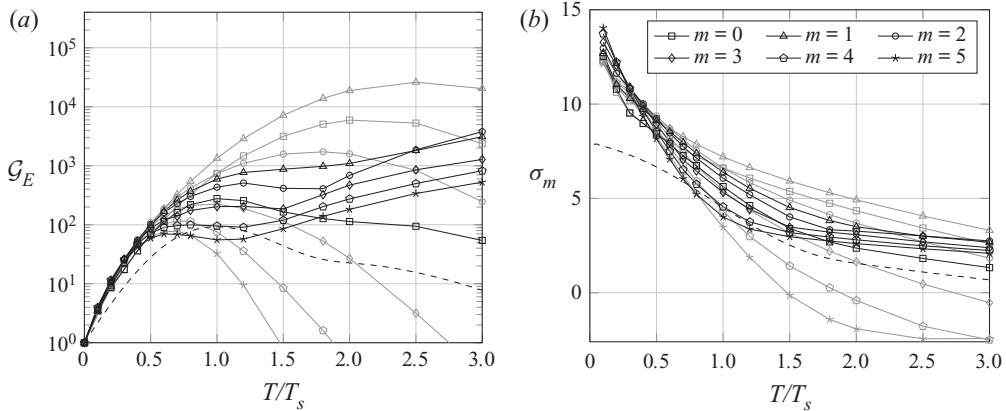 (a)
10^5
10^4
10^3
10^2
10^1
10^0
𝒢_E
0 0.5 1.0 1.5 2.0 2.5 3.0
T/T_s
(b)
15
10
5
0
σ_m
m = 0 m = 1 m = 2
m = 3 m = 4 m = 5
0 0.5 1.0 1.5 2.0 2.5 3.0
T/T_s